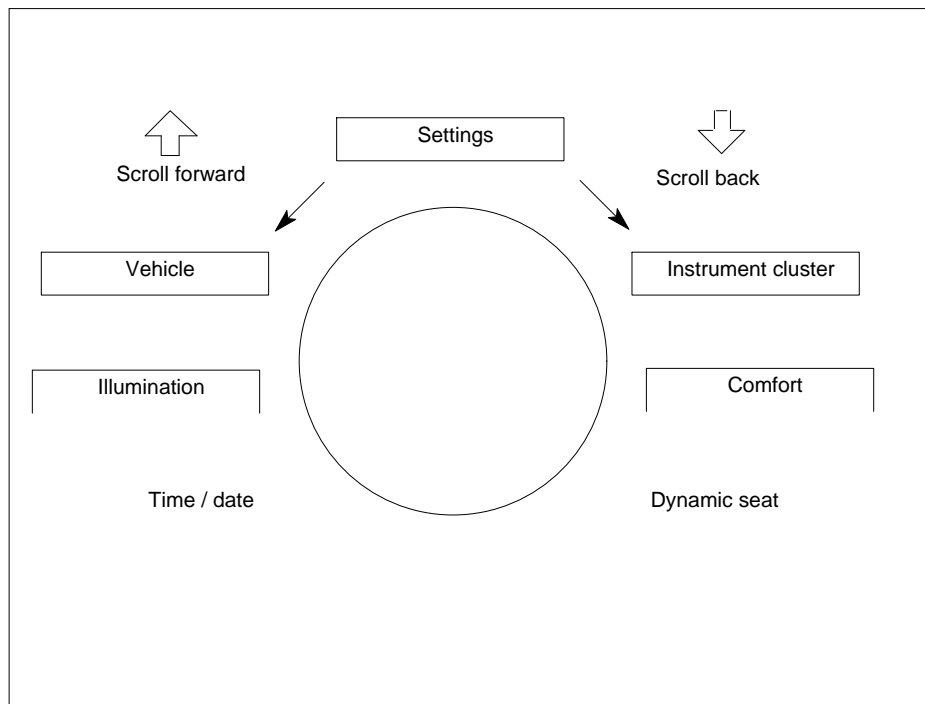 Settings
Scroll forward
Scroll back
Vehicle
Instrument cluster
Illumination
Comfort
Time / date
Dynamic seat